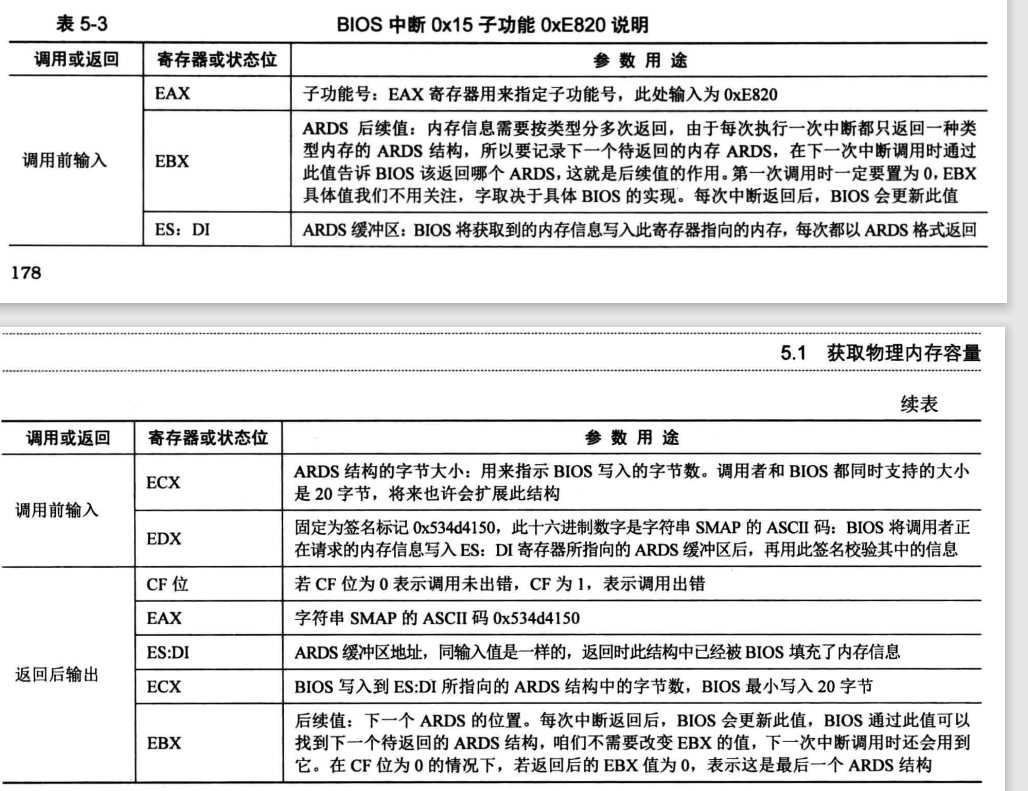 表 5-3 BIOS 中断 0x15 子功能 0xE820 说明
调用或返回 寄存器或状态位 参 数 用 途
调用前输入
EAX 子功能号：EAX 寄存器用来指定子功能号，此处输入为 0xE820
EBX ARDS 后续值：内存信息需要按类型分多次返回，由于每次执行一次中断都只返回一种类
型内存的 ARDS 结构，所以要记录下一个待返回的内存 ARDS，在下一次中断调用时通过
此值告诉 BIOS 该返回哪个 ARDS，这就是后续值的作用。第一次调用时一定要置为 0，EBX
具体值我们不用关注，字取决于具体 BIOS 的实现。每次中断返回后，BIOS 会更新此值
ES：DI ARDS 缓冲区：BIOS 将获取到的内存信息写入此寄存器指向的内存，每次都以 ARDS 格式返回
178
5.1 获取物理内存容量
续表
调用或返回 寄存器或状态位 参 数 用 途
调用前输入
ECX ARDS 结构的字节大小：用来指示 BIOS 写入的字节数。调用者和 BIOS 都同时支持的大小
是 20 字节，将来也许会扩展此结构
EDX 固定为签名标记 0x534d4150，此十六进制数字是字符串 SMAP 的 ASCII 码：BIOS 将调用者正
在请求的内存信息写入 ES：DI 寄存器所指向的 ARDS 缓冲区后，再用此签名校验其中的信息
返回后输出
CF 位 若 CF 位为 0 表示调用未出错，CF 为 1，表示调用出错
EAX 字符串 SMAP 的 ASCII 码 0x534d4150
ES:DI ARDS 缓冲区地址，同输入值是一样的，返回时此结构中已经被 BIOS 填充了内存信息
ECX BIOS 写入到 ES:DI 所指向的 ARDS 结构中的字节数，BIOS 最小写入 20 字节
EBX 后续值：下一个 ARDS 的位置。每次中断返回后，BIOS 会更新此值，BIOS 通过此值可以
找到下一个待返回的 ARDS 结构，咱们不需要改变 EBX 的值，下一次中断调用时还会用到
它。在 CF 位为 0 的情况下，若返回后的 EBX 值为 0，表示这是最后一个 ARDS 结构